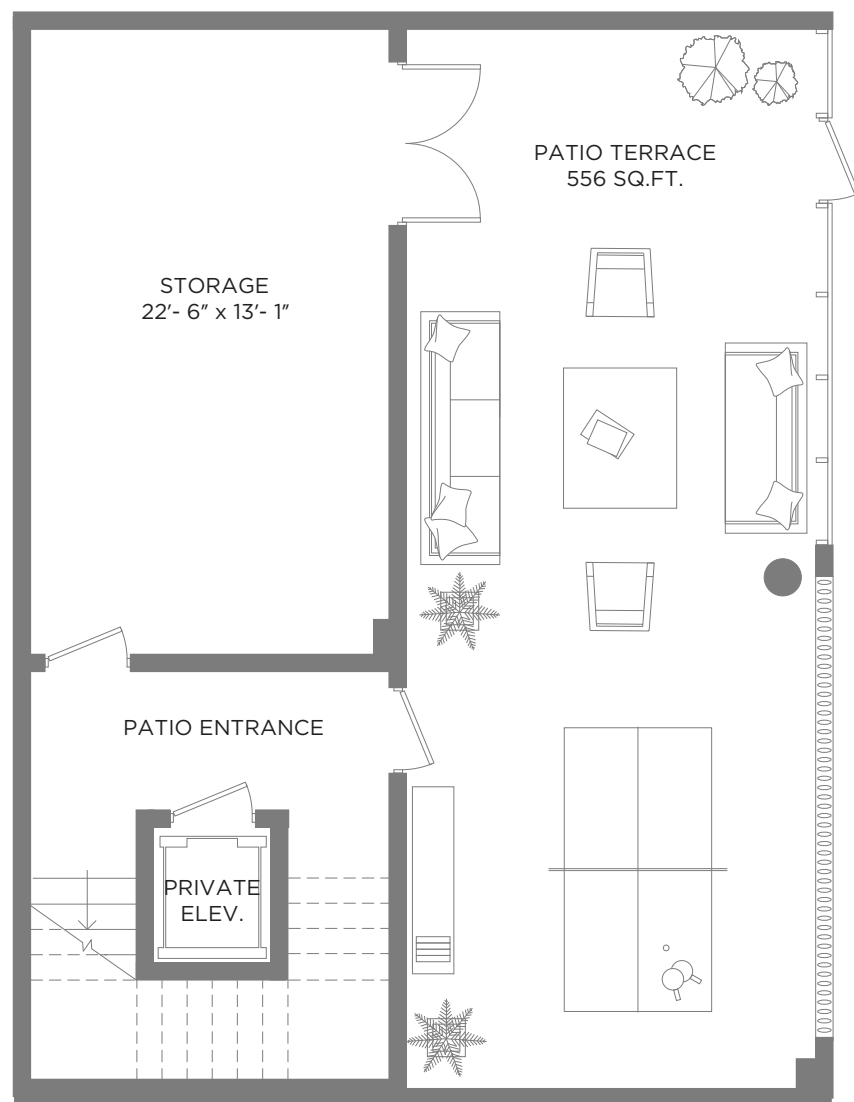 PATIO TERRACE
556 SQ.FT.
STORAGE
22'- 6" x 13'- 1"
PATIO ENTRANCE
PRIVATE
ELEV.